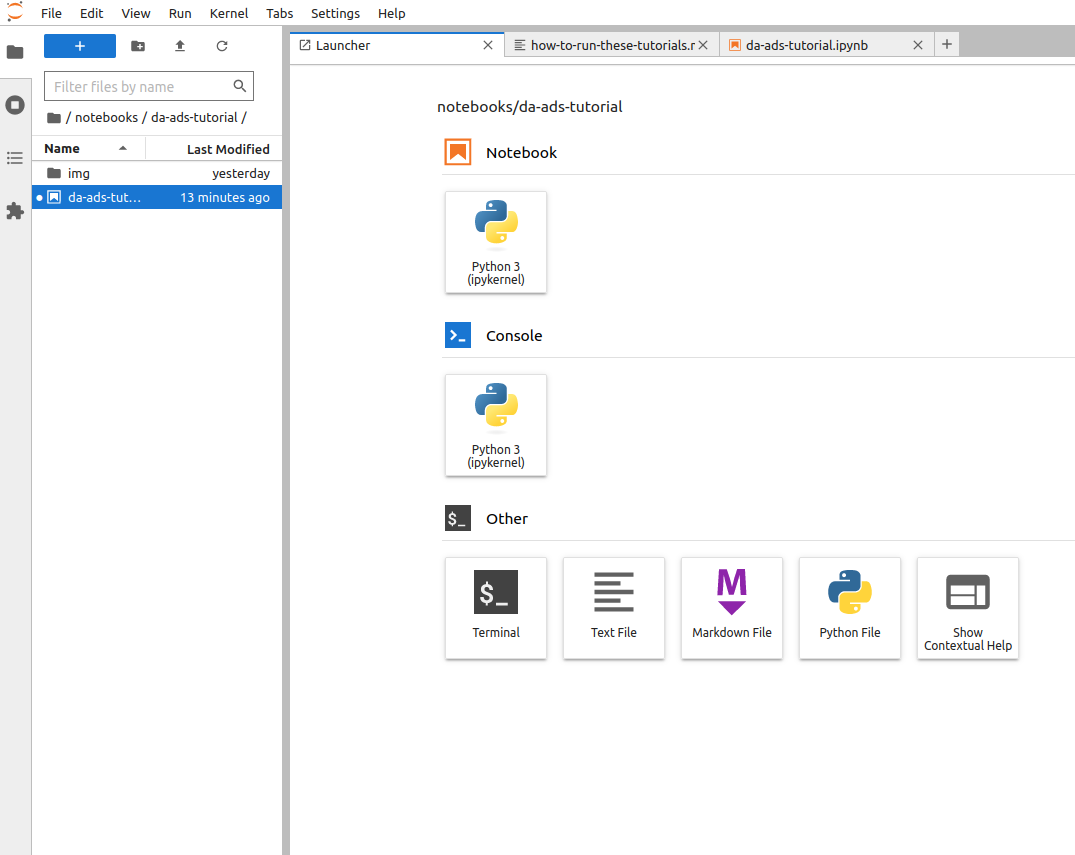 File Edit View Run Kernel Tabs Settings Help
Launcher
how-to-run-these-tutorials.r
da-ads-tutorial.ipynb
Filter files by name
/ notebooks / da-ads-tutorial /
Name Last Modified
img yesterday
da-ads-tut... 13 minutes ago
notebooks/da-ads-tutorial
Notebook
Python 3
(ipykernel)
Console
Python 3
(ipykernel)
$_ Other
$_
M
Terminal
Text File
Markdown File
Python File
Show
Contextual Help